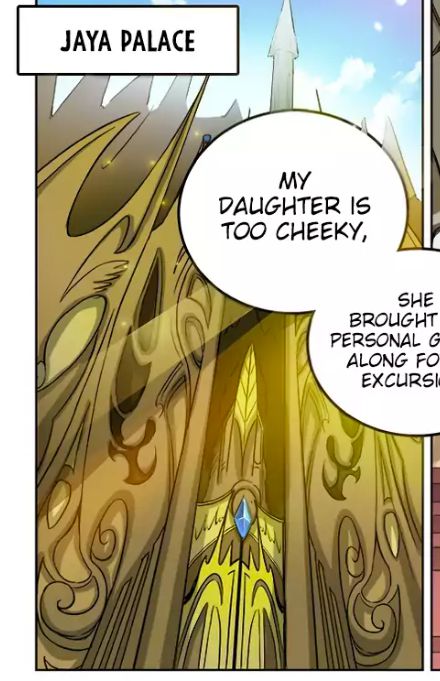 JAYA PALACE
MY
DAUGHTER IS
TOO CHEEKY,
SHE
BROUGHT
PERSONAL
ALONG